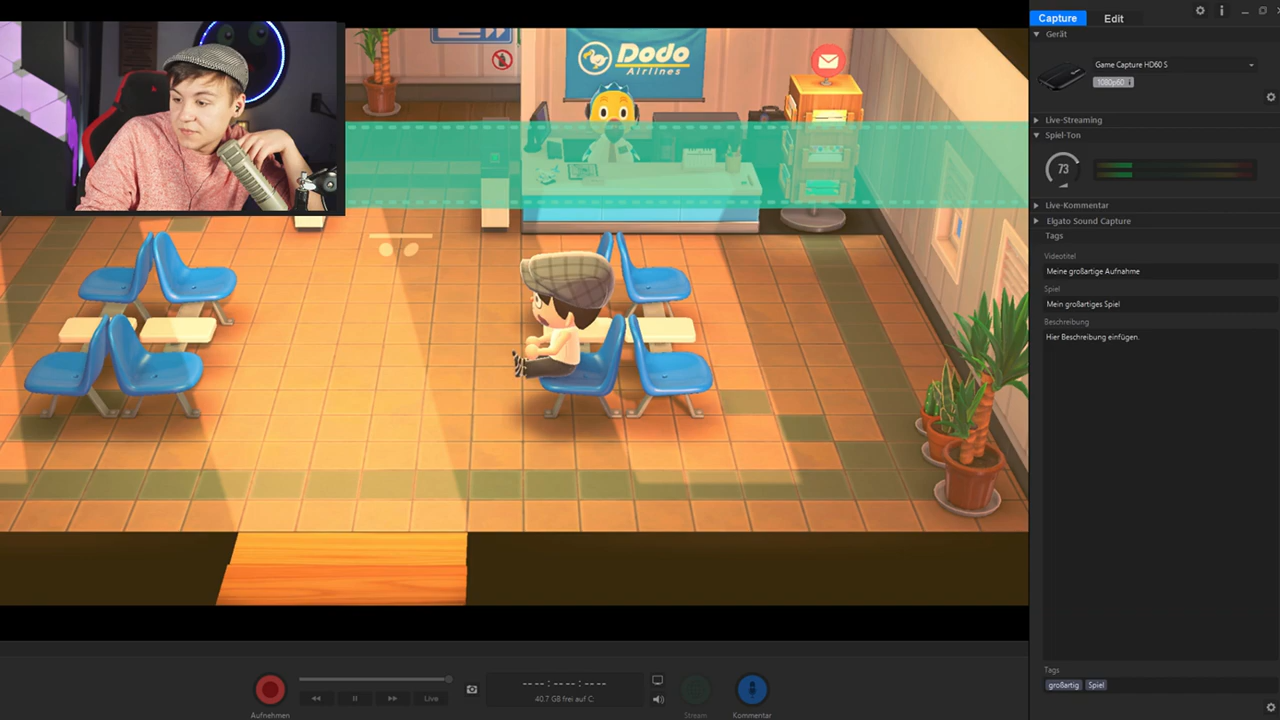 Capture
Edit
Gerät
Game Capture HD60 S
1080p60
Live-Streaming
Spiel-Ton
73
Live-Kommentar
Elgato Sound Capture
Tags
Videotitel
Meine großartige Aufnahme
Spiel
Mein großartiges Spiel
Beschreibung
Hier Beschreibung einfügen.
Tags
großartig
Spiel
Dodo
Airlines
Live
-- -- : -- -- : -- --
40.7 GB frei auf C:
Aufnehmen
Stream
Kommentar